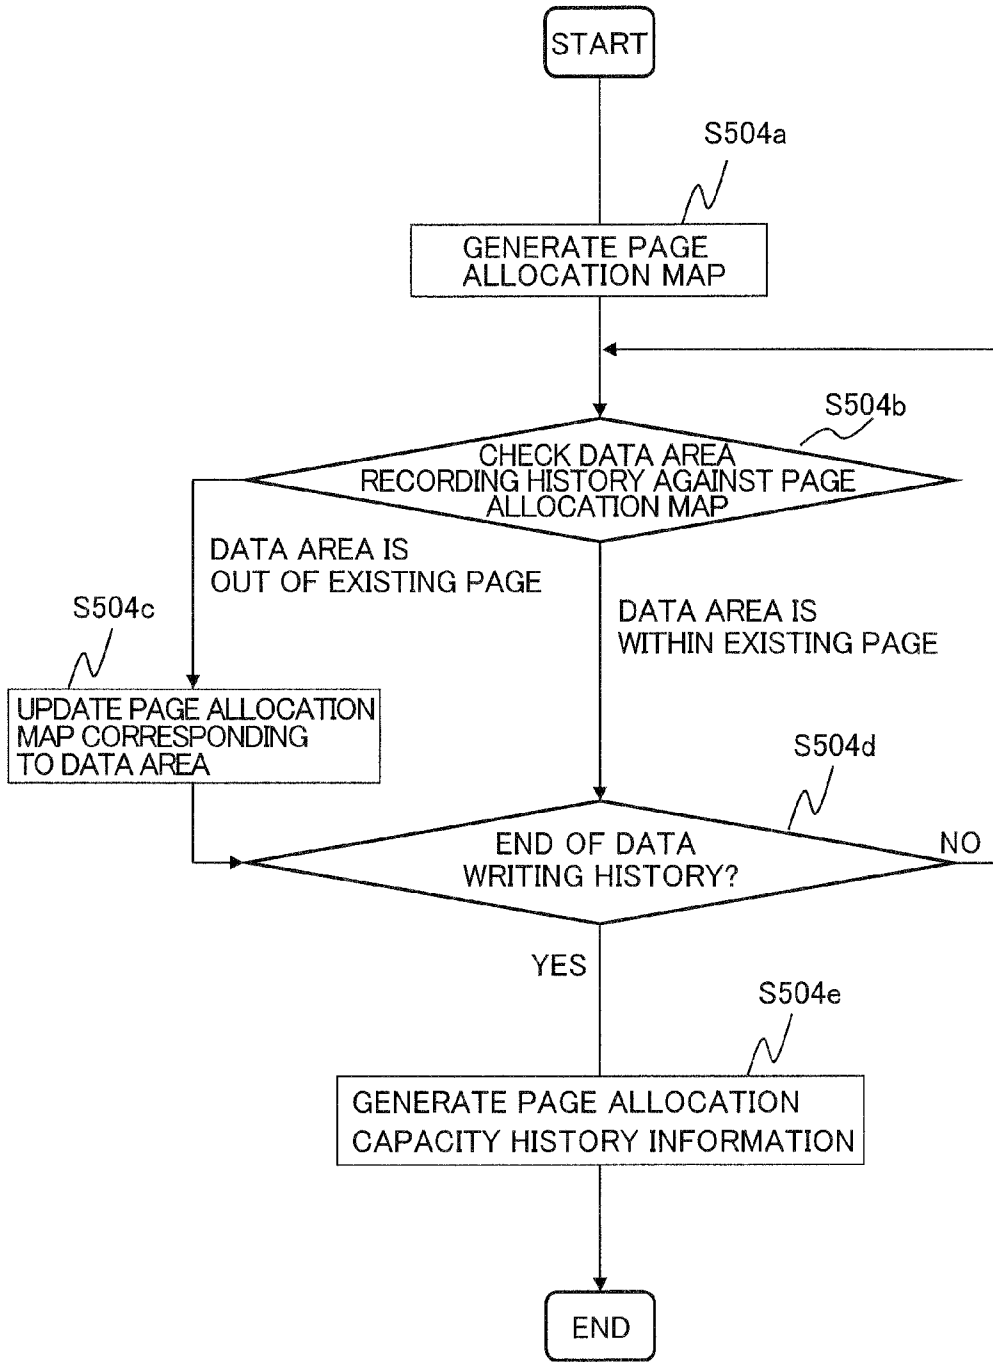 START
S504a
GENERATE PAGE
ALLOCATION MAP
S504b
CHECK DATA AREA
RECORDING HISTORY AGAINST PAGE
ALLOCATION MAP
DATA AREA IS
OUT OF EXISTING PAGE
S504c
DATA AREA IS
WITHIN EXISTING PAGE
UPDATE PAGE ALLOCATION
MAP CORRESPONDING
TO DATA AREA
S504d
END OF DATA
WRITING HISTORY?
NO
YES
S504e
GENERATE PAGE ALLOCATION
CAPACITY HISTORY INFORMATION
END